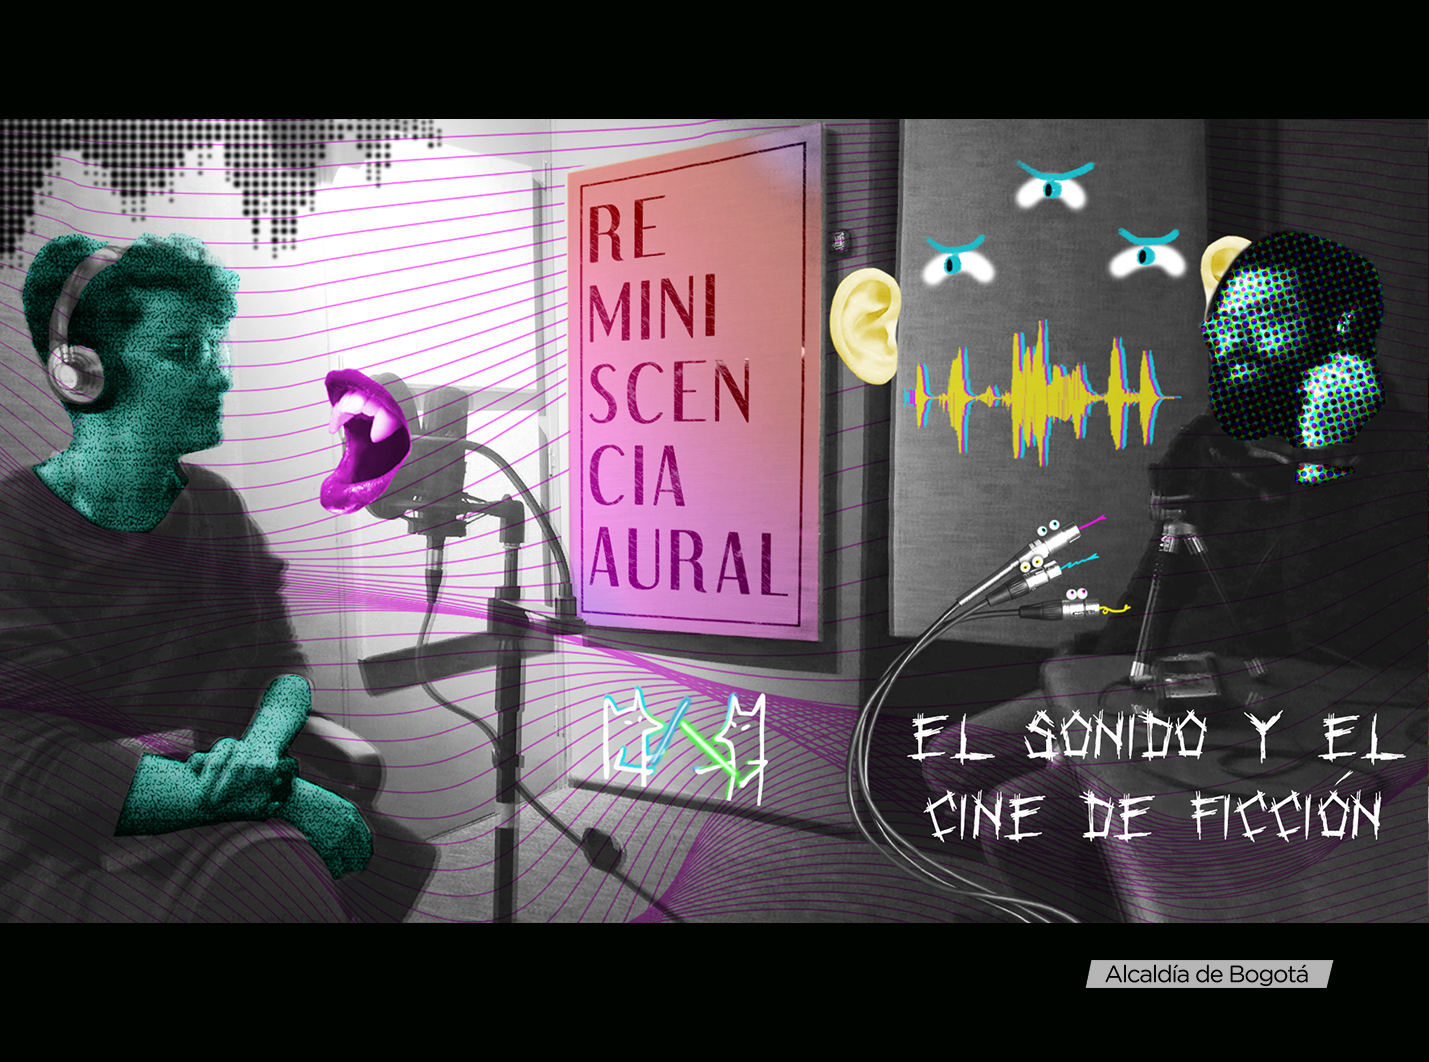 RE
MINI
SCEN
CIA
AURAL
EL SONIDO Y EL
CINE DE FICCIÓN
Alcaldía de Bogotá